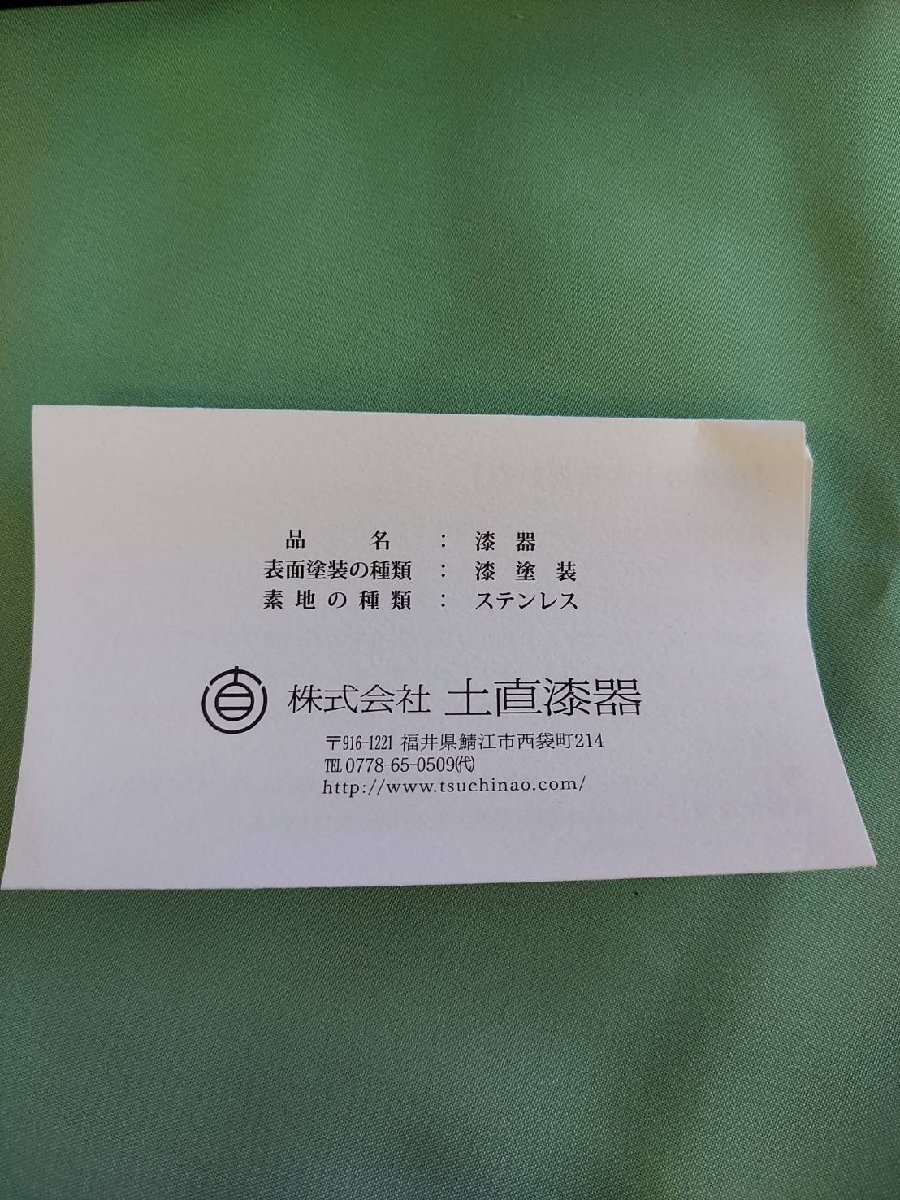 品名：漆器
表面塗装の種類：漆塗装
素地の種類：ステンレス
株式会社 土直漆器
〒916-1221 福井県鯖江市西袋町214
TEL 0778-65-0509(代)
http://www.tsuchinao.com/